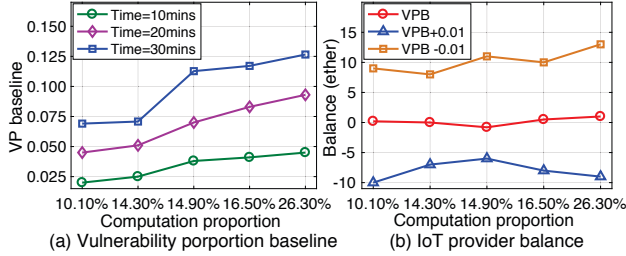 Time=10mins
Time=20mins
Time=30mins
0.150
0.125
0.100
0.075
0.050
0.025
VP baseline
10.10% 14.30% 14.90% 16.50% 26.30%
Computation proportion
(a) Vulnerability porportion baseline
VPB
VPB+0.01
VPB -0.01
10
5
0
-5
-10
Balance (ether)
10.10% 14.30% 14.90% 16.50% 26.30%
Computation proportion
(b) IoT provider balance